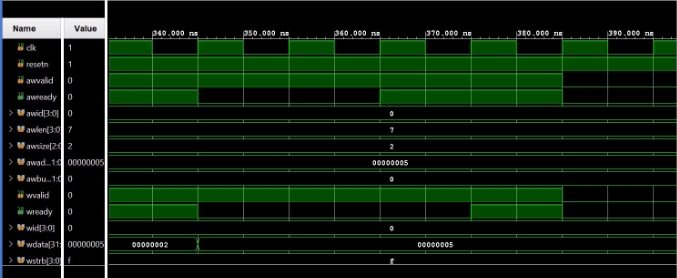 Name Value 340.000 ns 350.000 ns 360.000 ns 370.000 ns 380.000 ns 390.000 ns
clk 1
resetn 1
awvalid 0
awready 0
awid[3:0] 0 0
awlen[3:0] 7 7
awsize[2:0 2 2
awad...1:0 00000005 00000005
awbu...1:0 0 0
wvalid 0
wready 0
wid[3:0] 0 0
wdata[31: 00000005 00000002 00000005
wstrb[3:0] f f